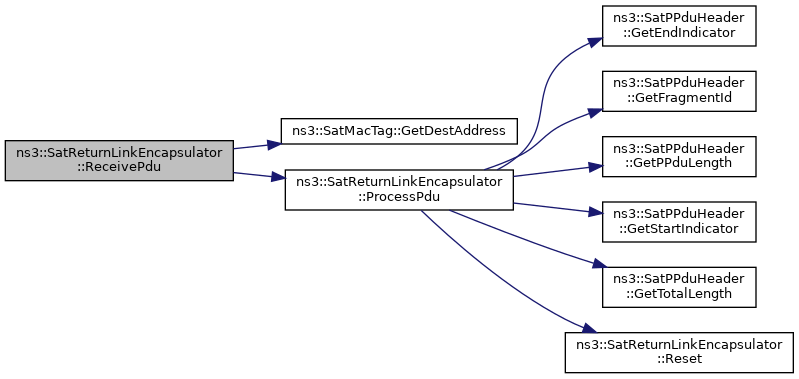 ns3::SatReturnLinkEncapsulator
::ReceivePdu
ns3::SatMacTag::GetDestAddress
ns3::SatReturnLinkEncapsulator
::ProcessPdu
ns3::SatPPduHeader
::GetEndIndicator
ns3::SatPPduHeader
::GetFragmentId
ns3::SatPPduHeader
::GetPPduLength
ns3::SatPPduHeader
::GetStartIndicator
ns3::SatPPduHeader
::GetTotalLength
ns3::SatReturnLinkEncapsulator
::Reset